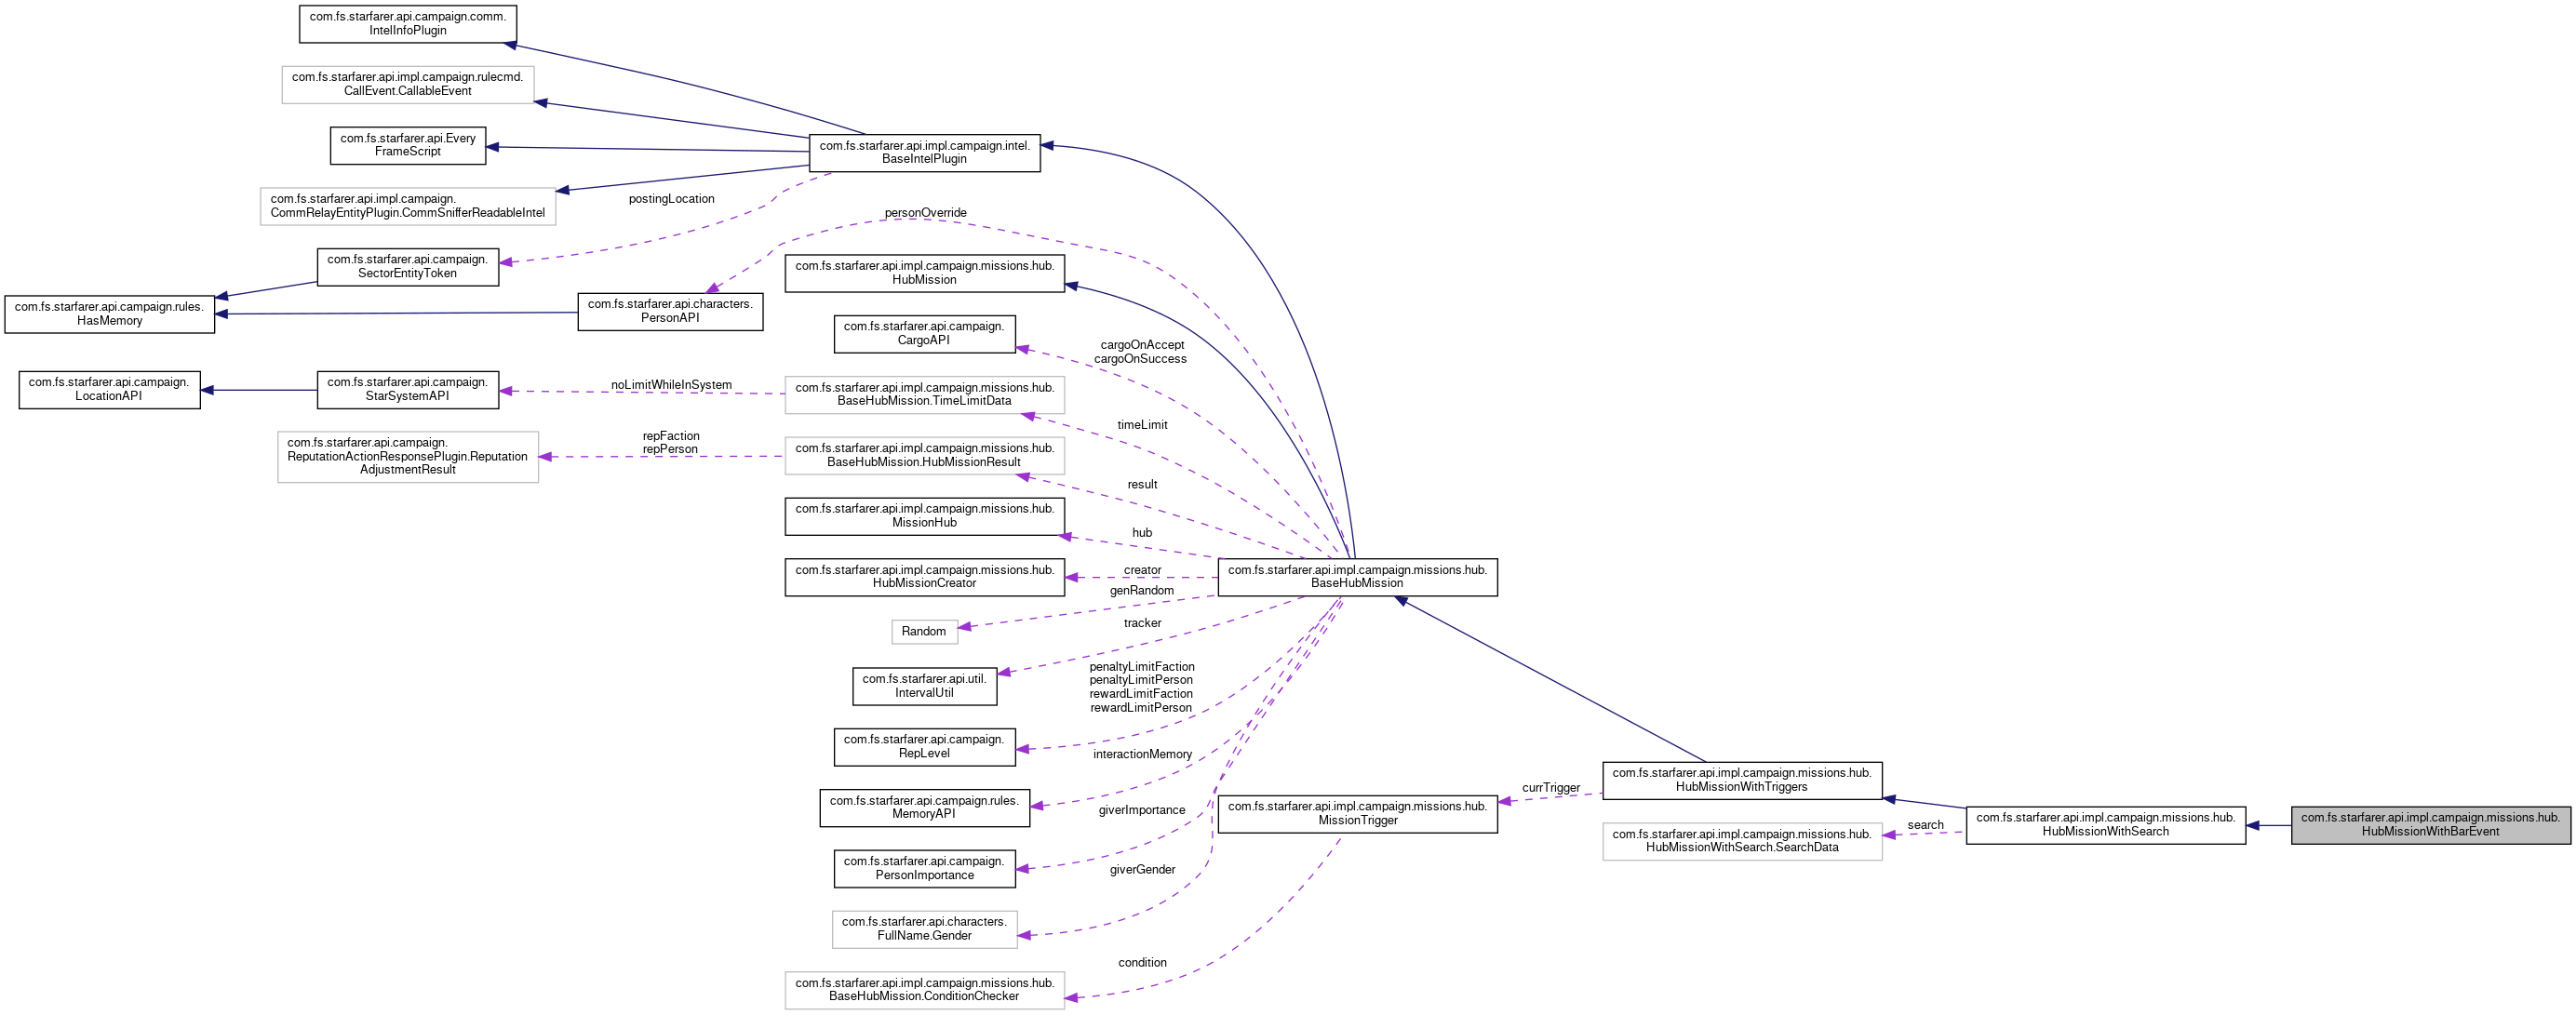 com.fs.starfarer.api.campaign.comm.
IntelInfoPlugin
com.fs.starfarer.api.impl.campaign.rulecmd.
CallEvent.CallableEvent
com.fs.starfarer.api.Every
FrameScript
com.fs.starfarer.api.impl.campaign.intel.
BaseIntelPlugin
com.fs.starfarer.api.impl.campaign.
CommRelayEntityPlugin.CommSnifferReadableIntel
postingLocation
personOverride
com.fs.starfarer.api.campaign.
SectorEntityToken
com.fs.starfarer.api.impl.campaign.missions.hub.
HubMission
com.fs.starfarer.api.campaign.rules.
HasMemory
com.fs.starfarer.api.characters.
PersonAPI
com.fs.starfarer.api.campaign.
CargoAPI
cargoOnAccept
cargoOnSuccess
com.fs.starfarer.api.campaign.
LocationAPI
com.fs.starfarer.api.campaign.
StarSystemAPI
noLimitWhileInSystem
com.fs.starfarer.api.impl.campaign.missions.hub.
BaseHubMission.TimeLimitData
timeLimit
com.fs.starfarer.api.campaign.
ReputationActionResponsePlugin.Reputation
AdjustmentResult
repFaction
repPerson
com.fs.starfarer.api.impl.campaign.missions.hub.
BaseHubMission.HubMissionResult
result
com.fs.starfarer.api.impl.campaign.missions.hub.
MissionHub
hub
com.fs.starfarer.api.impl.campaign.missions.hub.
HubMissionCreator
creator
com.fs.starfarer.api.impl.campaign.missions.hub.
BaseHubMission
genRandom
Random
tracker
com.fs.starfarer.api.util.
IntervalUtil
penaltyLimitFaction
penaltyLimitPerson
rewardLimitFaction
rewardLimitPerson
com.fs.starfarer.api.campaign.
RepLevel
interactionMemory
com.fs.starfarer.api.campaign.rules.
MemoryAPI
giverImportance
com.fs.starfarer.api.campaign.
PersonImportance
giverGender
com.fs.starfarer.api.characters.
FullName.Gender
condition
com.fs.starfarer.api.impl.campaign.missions.hub.
BaseHubMission.ConditionChecker
com.fs.starfarer.api.impl.campaign.missions.hub.
MissionTrigger
currTrigger
com.fs.starfarer.api.impl.campaign.missions.hub.
HubMissionWithTriggers
com.fs.starfarer.api.impl.campaign.missions.hub.
HubMissionWithSearch.SearchData
search
com.fs.starfarer.api.impl.campaign.missions.hub.
HubMissionWithSearch
com.fs.starfarer.api.impl.campaign.missions.hub.
HubMissionWithBarEvent